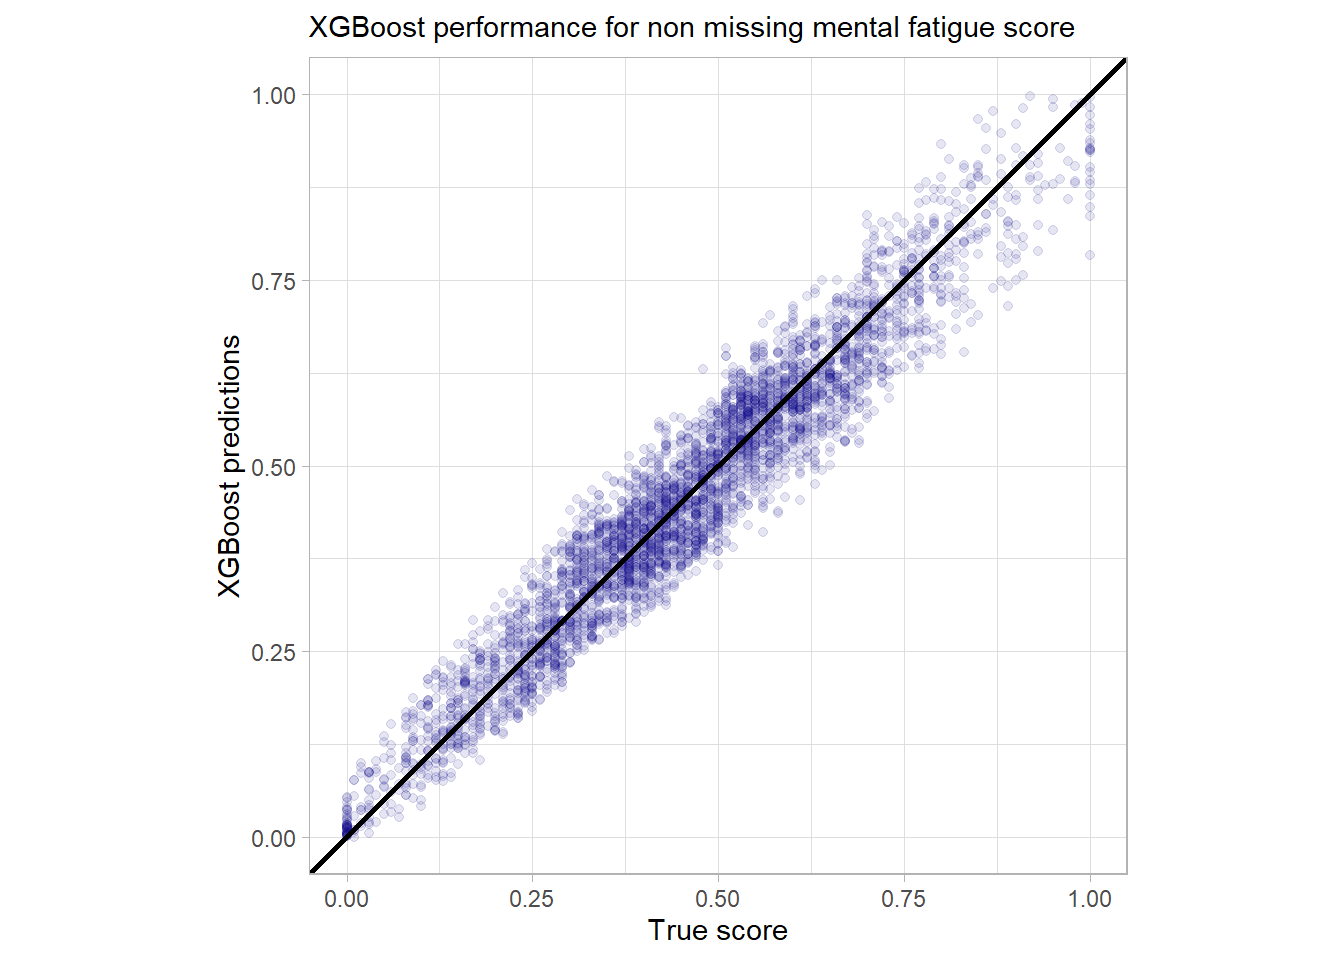 XGBoost performance for non missing mental fatigue score
XGBoost predictions
1.00
0.75
0.50
0.25
0.00
0.00 0.25 0.50 0.75 1.00
True score